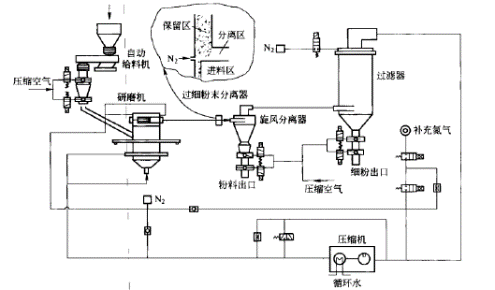 保留区
分离区
N₂
进料区
自动
给料机
压缩空气
过细粉末分离器
研磨机
旋风分离器
N₂
过滤器
补充氮气
粉料出口
压缩空气
细粉出口
N₂
压缩机
循环水